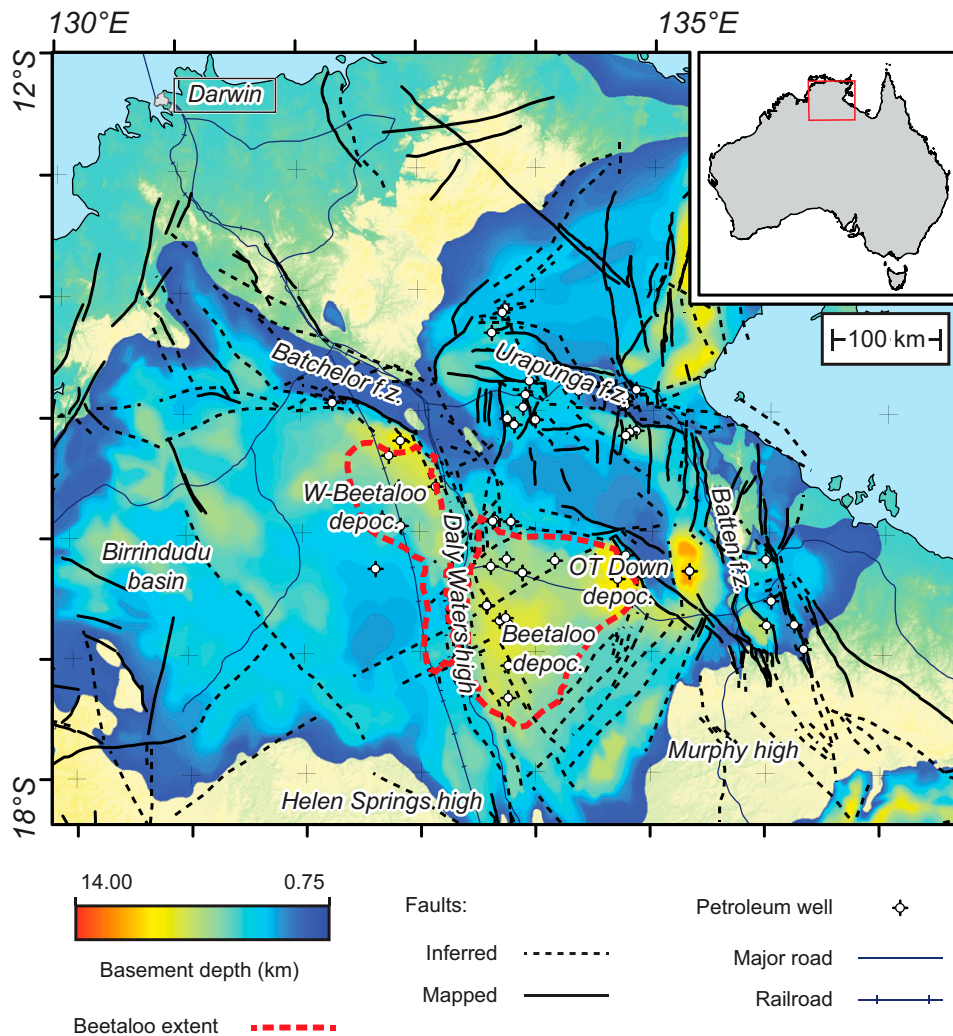 130°E
135°E
12°S
Darwin
100 km
Batchelor f.z.
Urapunga f.z.
W-Beetaloo
depoc.
Daly Waters high
Batten f.z.
Birrindudu
basin
OT Down
depoc.
Beetaloo
depoc.
Murphy high
Helen Springs high
18°S
14.00
0.75
Basement depth (km)
Beetaloo extent
Faults:
Inferred
Mapped
Petroleum well
Major road
Railroad